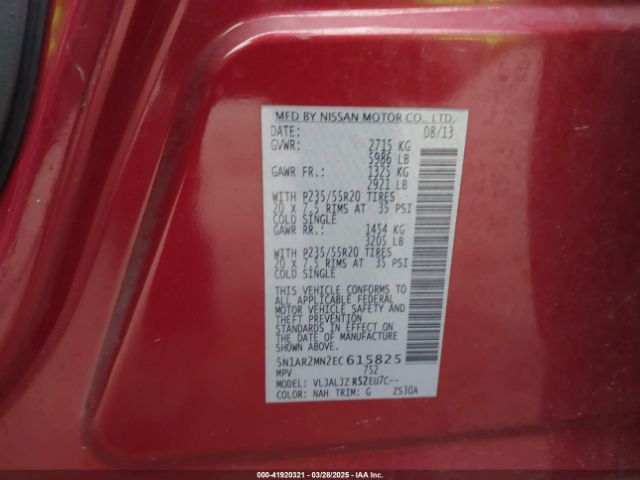 MFD BY NISSAN MOTOR CO., LTD.
DATE: 08/13
GVWR: 2715 KG
5986 LB
GAWR FR.: 1325 KG
2921 LB
WITH P235/55R20 TIRES
20 X 7.5 RIMS AT 35 PSI
COLD SINGLE
GAWR RR.: 1454 KG
3205 LB
WITH P235/55R20 TIRES
20 X 7.5 RIMS AT 35 PSI
COLD SINGLE
THIS VEHICLE CONFORMS TO
ALL APPLICABLE FEDERAL
MOTOR VEHICLE SAFETY AND
THEFT PREVENTION
STANDARDS IN EFFECT ON
THE DATE OF MANUFACTURE
SHOWN ABOVE.
5N1AR2MN2EC615825
MPV 752
MODEL: VLJALJZ R52EU7C--
COLOR: NAH TRIM: G ZS30A
000-41920321 - 03/28/2025 - IAA Inc.